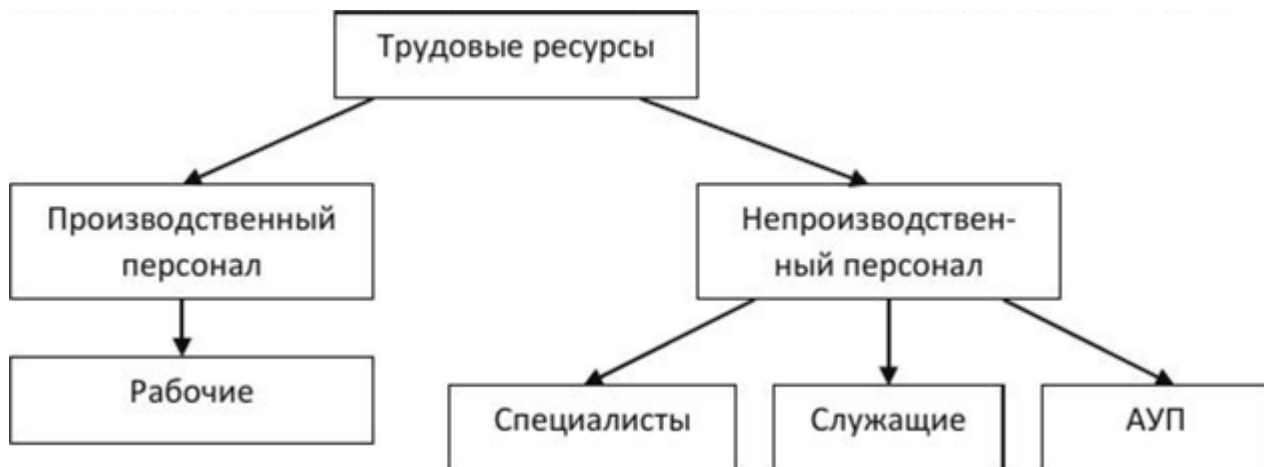 Трудовые ресурсы
Производственный
персонал
Непроизводствен-
ный персонал
Рабочие
Специалисты
Служащие
АУП